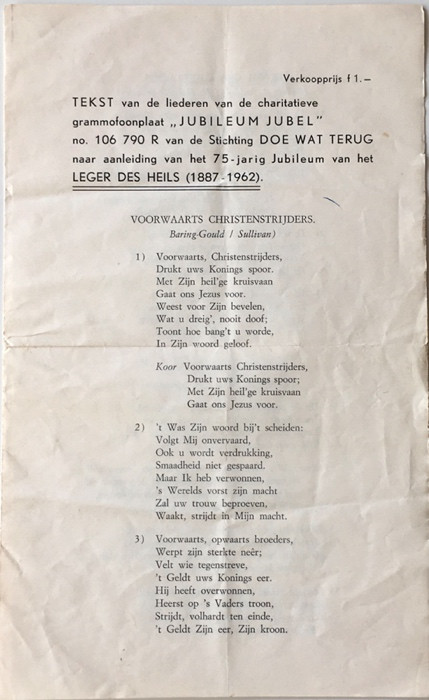 Verkoopprijs f 1.—
TEKST van de liederen van de charitatieve
grammofoonplaat „JUBILEUM JUBEL"
no. 106 790 R van de Stichting DOE WAT TERUG
naar aanleiding van het 75-jarig Jubileum van het
LEGER DES HEILS (1887-1962).
VOORWAARTS CHRISTENSTRIJDERS.
Baring-Gould / Sullivan)
1) Voorwaarts, Christenstrijders,
Drukt uws Konings spoor.
Met Zijn heil'ge kruisvaan
Gaat ons Jezus voor.
Weest voor Zijn bevelen,
Wat u dreig', nooit doof;
Toont hoe bang't u worde,
In Zijn woord geloof.
Koor Voorwaarts Christenstrijders,
Drukt uws Konings spoor;
Met Zijn heil'ge kruisvaan
Gaat ons Jezus voor.
2) 't Was Zijn woord bij't scheiden:
Volgt Mij onvervaard,
Ook u wordt verdrukking,
Smaadheid niet gespaard.
Maar Ik heb verwonnen,
's Werelds vorst zijn macht
Zal uw trouw beproeven,
Waakt, strijdt in Mijn macht.
3) Voorwaarts, opwaarts broeders,
Werpt zijn sterkte neêr;
Velt wie tegenstreve,
't Geldt uws Konings eer.
Hij heeft overwonnen,
Heerst op 's Vaders troon,
Strijdt, volhardt ten einde,
't Geldt Zijn eer, Zijn kroon.